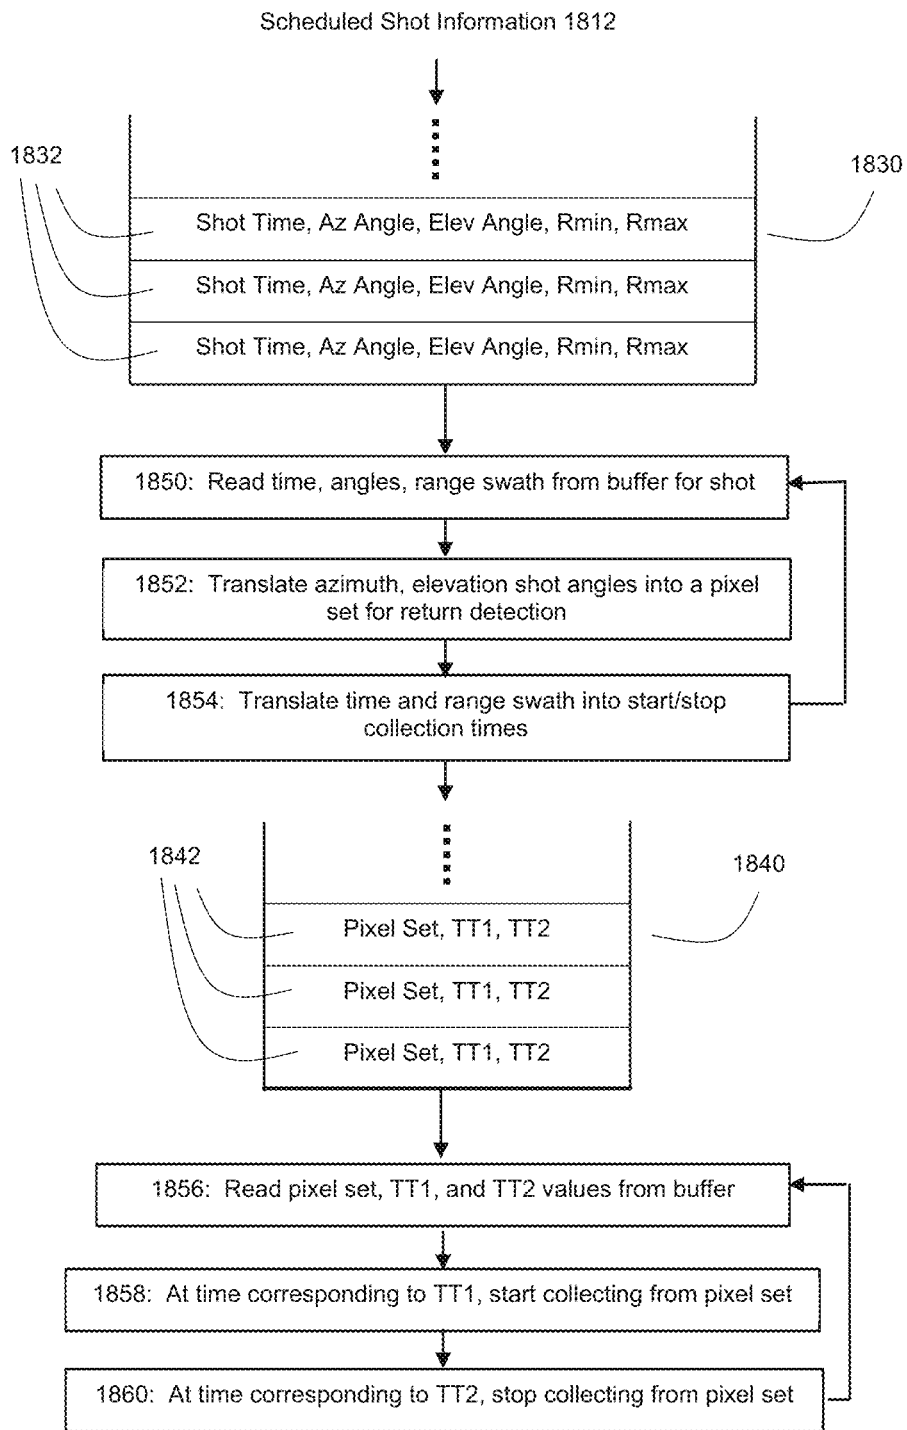 Scheduled Shot Information 1812
1832
1830
Shot Time, Az Angle, Elev Angle, Rmin, Rmax
Shot Time, Az Angle, Elev Angle, Rmin, Rmax
Shot Time, Az Angle, Elev Angle, Rmin, Rmax
1850: Read time, angles, range swath from buffer for shot
1852: Translate azimuth, elevation shot angles into a pixel
set for return detection
1854: Translate time and range swath into start/stop
collection times
1842
1840
Pixel Set, TT1, TT2
Pixel Set, TT1, TT2
Pixel Set, TT1, TT2
1856: Read pixel set, TT1, and TT2 values from buffer
1858: At time corresponding to TT1, start collecting from pixel set
1860: At time corresponding to TT2, stop collecting from pixel set